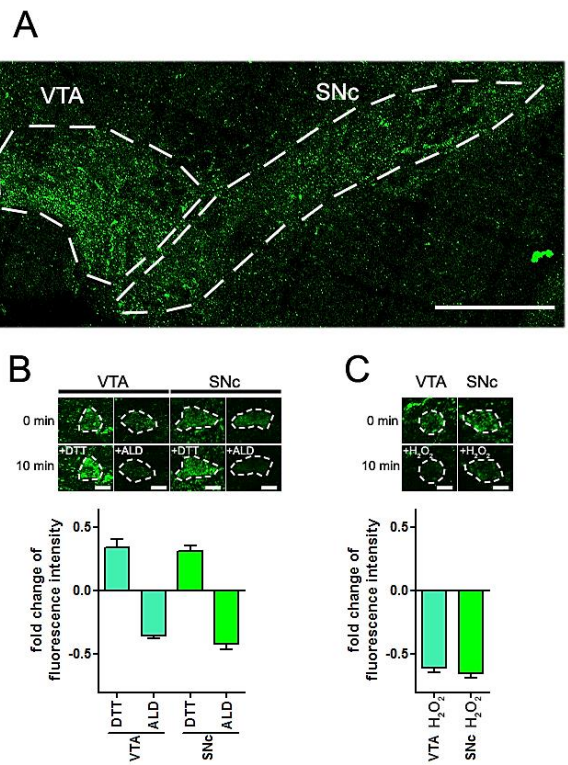 A
VTA
SNc
B
VTA SNc
0 min
+DTT +ALD +DTT +ALD
10 min
fold change of
fluorescence intensity
0.5
0.0
-0.5
DTT ALD DTT ALD
VTA SNc
C
VTA SNc
0 min
+H₂O₂ +H₂O₂
10 min
fold change of
fluorescence intensity
0.5
0.0
-0.5
VTA H₂O₂
SNc H₂O₂